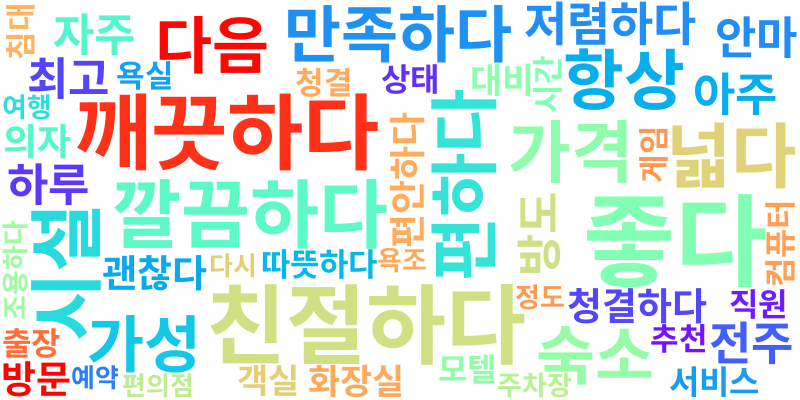 침대
자주
다음
만족하다
저렴하다
안마
최고
욕실
청결
상태
대비
시간
항상
아주
여행
의자
깨끗하다
편안하다
편하다
가격
게임
넓다
하루
깔끔하다
방도
좋다
컴퓨터
조용하다
시설
괜찮다
다시
따뜻하다
욕조
친절하다
정도
청결하다
직원
출장
가성
숙소
추천
전주
방문
예약
편의점
객실
화장실
모텔
주차장
서비스